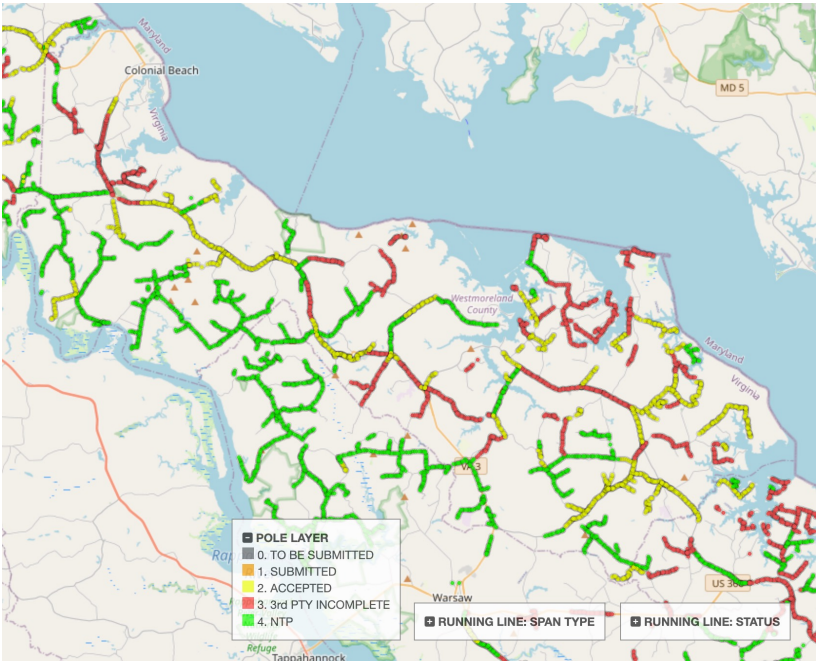 Maryland
Colonial Beach
Virginia
MD 5
Westmoreland
County
Maryland
Virginia
VA 3
POLE LAYER
0. TO BE SUBMITTED
1. SUBMITTED
2. ACCEPTED
3. 3rd PTY INCOMPLETE
4. NTP
US 360
Warsaw
RUNNING LINE: SPAN TYPE
RUNNING LINE: STATUS
Refuge
Tappahannock